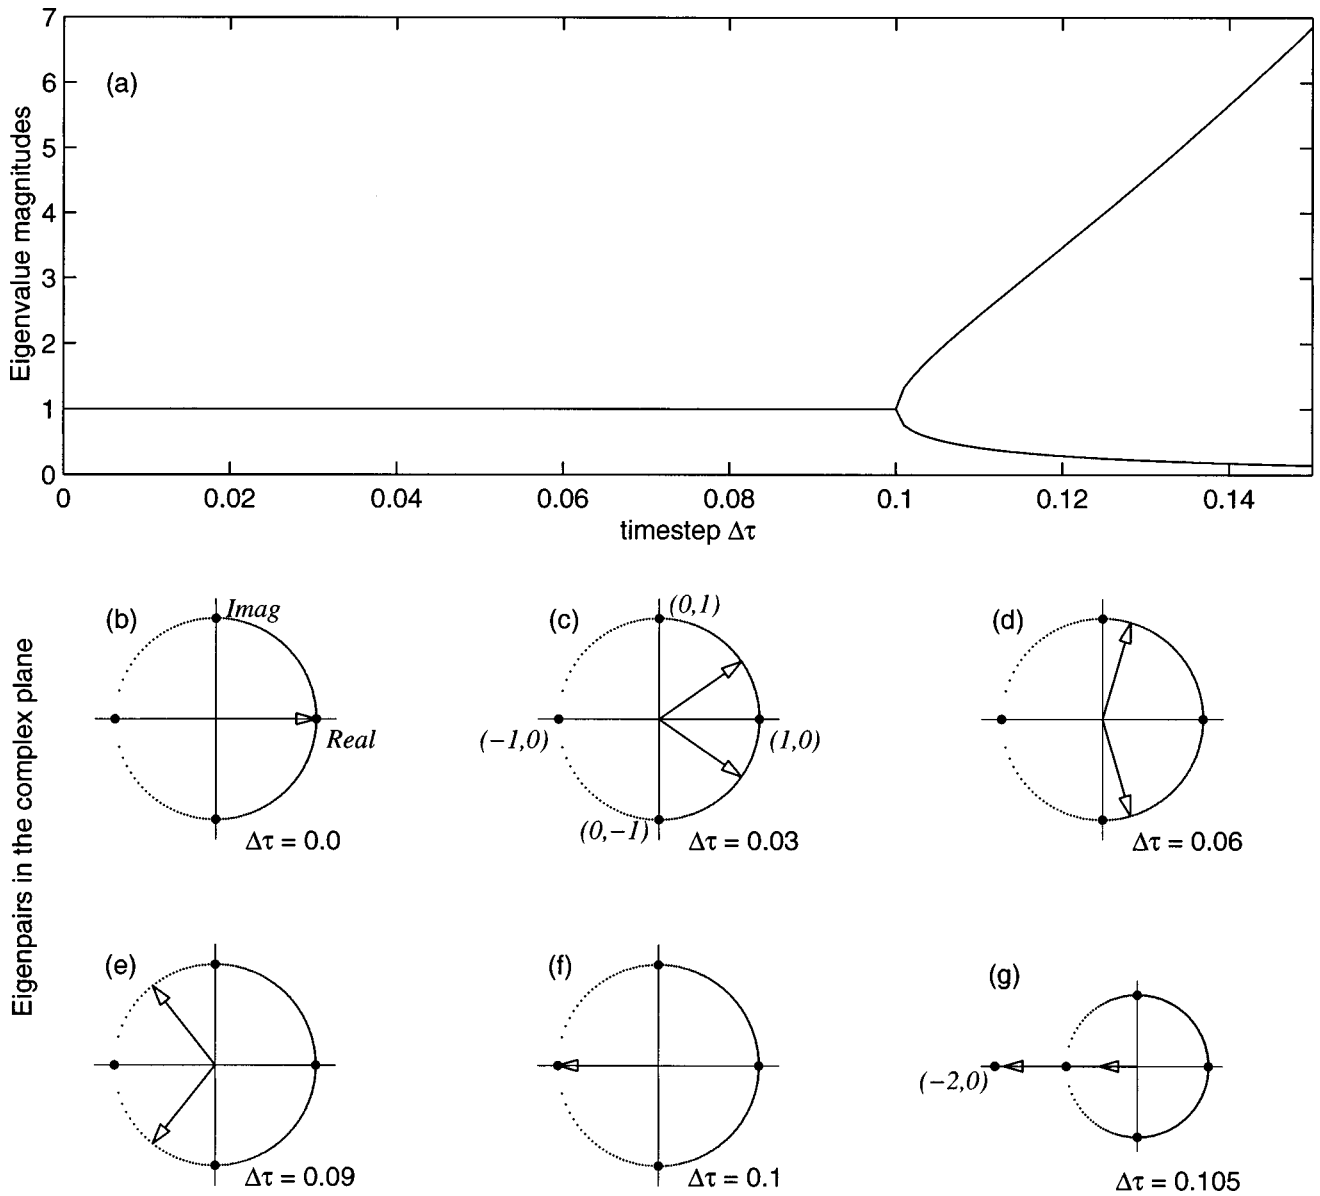 7
(a)
6
5
4
3
2
1
0
Eigenvalue magnitudes
0 0.02 0.04 0.06 0.08 0.1 0.12 0.14
timestep Δτ
Eigenpairs in the complex plane
(b)
Imag
Real
Δτ = 0.0
(c)
(0,1)
(−1,0)
(1,0)
(0,−1)
Δτ = 0.03
(d)
Δτ = 0.06
(e)
Δτ = 0.09
(f)
Δτ = 0.1
(g)
(−2,0)
Δτ = 0.105